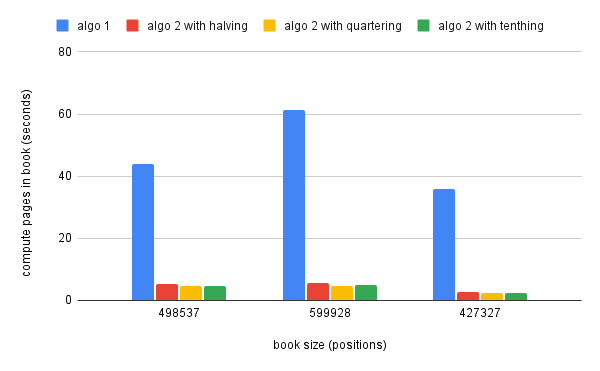 algo 1 algo 2 with halving algo 2 with quartering algo 2 with tenthing
80
60
40
20
0
compute pages in book (seconds)
498537 599928 427327
book size (positions)